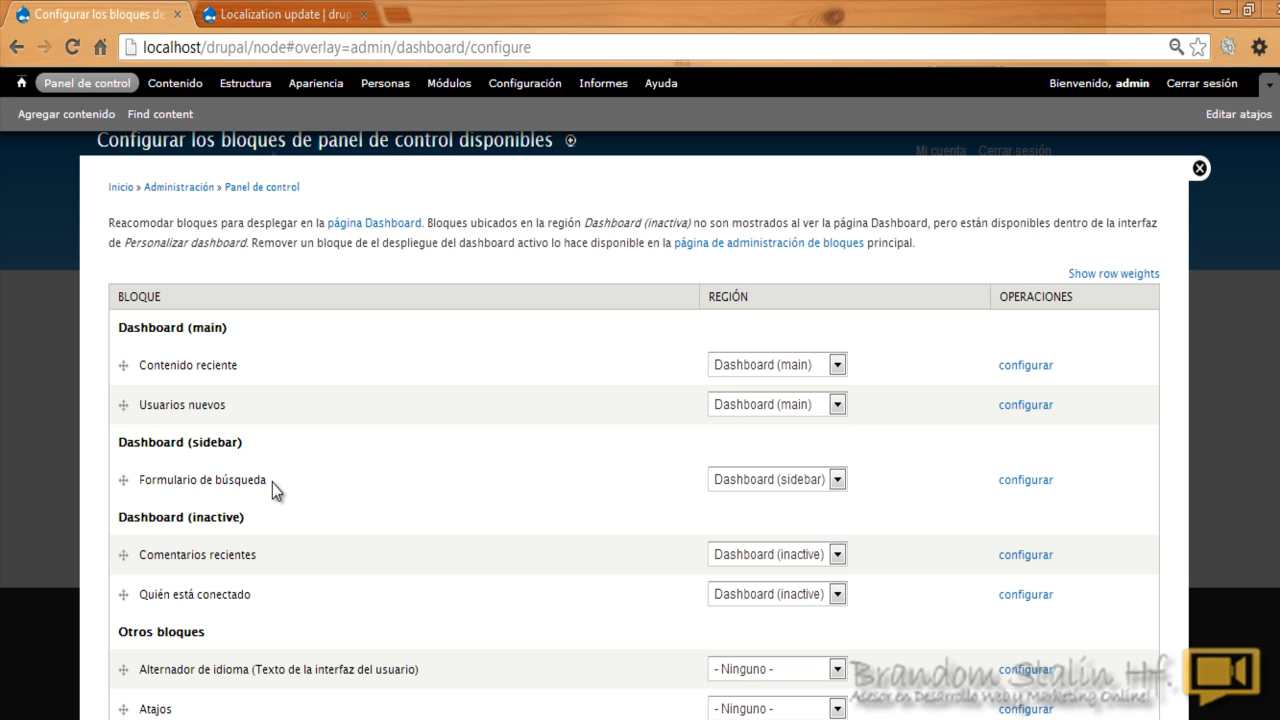 Configurar los bloques de
Localization update | drup
localhost/drupal/node#overlay=admin/dashboard/configure
Panel de control Contenido Estructura Apariencia Personas Módulos Configuración Informes Ayuda Bienvenido, admin Cerrar sesión
Agregar contenido Find content Editar atajos
Configurar los bloques de panel de control disponibles
Mi cuenta Cerrar sesión
Inicio » Administración » Panel de control
Reacomodar bloques para desplegar en la página Dashboard. Bloques ubicados en la región Dashboard (inactiva) no son mostrados al ver la página Dashboard, pero están disponibles dentro de la interfaz
de Personalizar dashboard. Remover un bloque de el despliegue del dashboard activo lo hace disponible en la página de administración de bloques principal.
Show row weights
BLOQUE REGIÓN OPERACIONES
Dashboard (main)
Contenido reciente Dashboard (main) configurar
Usuarios nuevos Dashboard (main) configurar
Dashboard (sidebar)
Formulario de búsqueda Dashboard (sidebar) configurar
Dashboard (inactive)
Comentarios recientes Dashboard (inactive) configurar
Quién está conectado Dashboard (inactive) configurar
Otros bloques
Alternador de idioma (Texto de la interfaz del usuario) - Ninguno - configurar
Brandom Stalin Hf.
Asesor en Desarrollo Web y Marketing Online!
Atajos - Ninguno - configurar